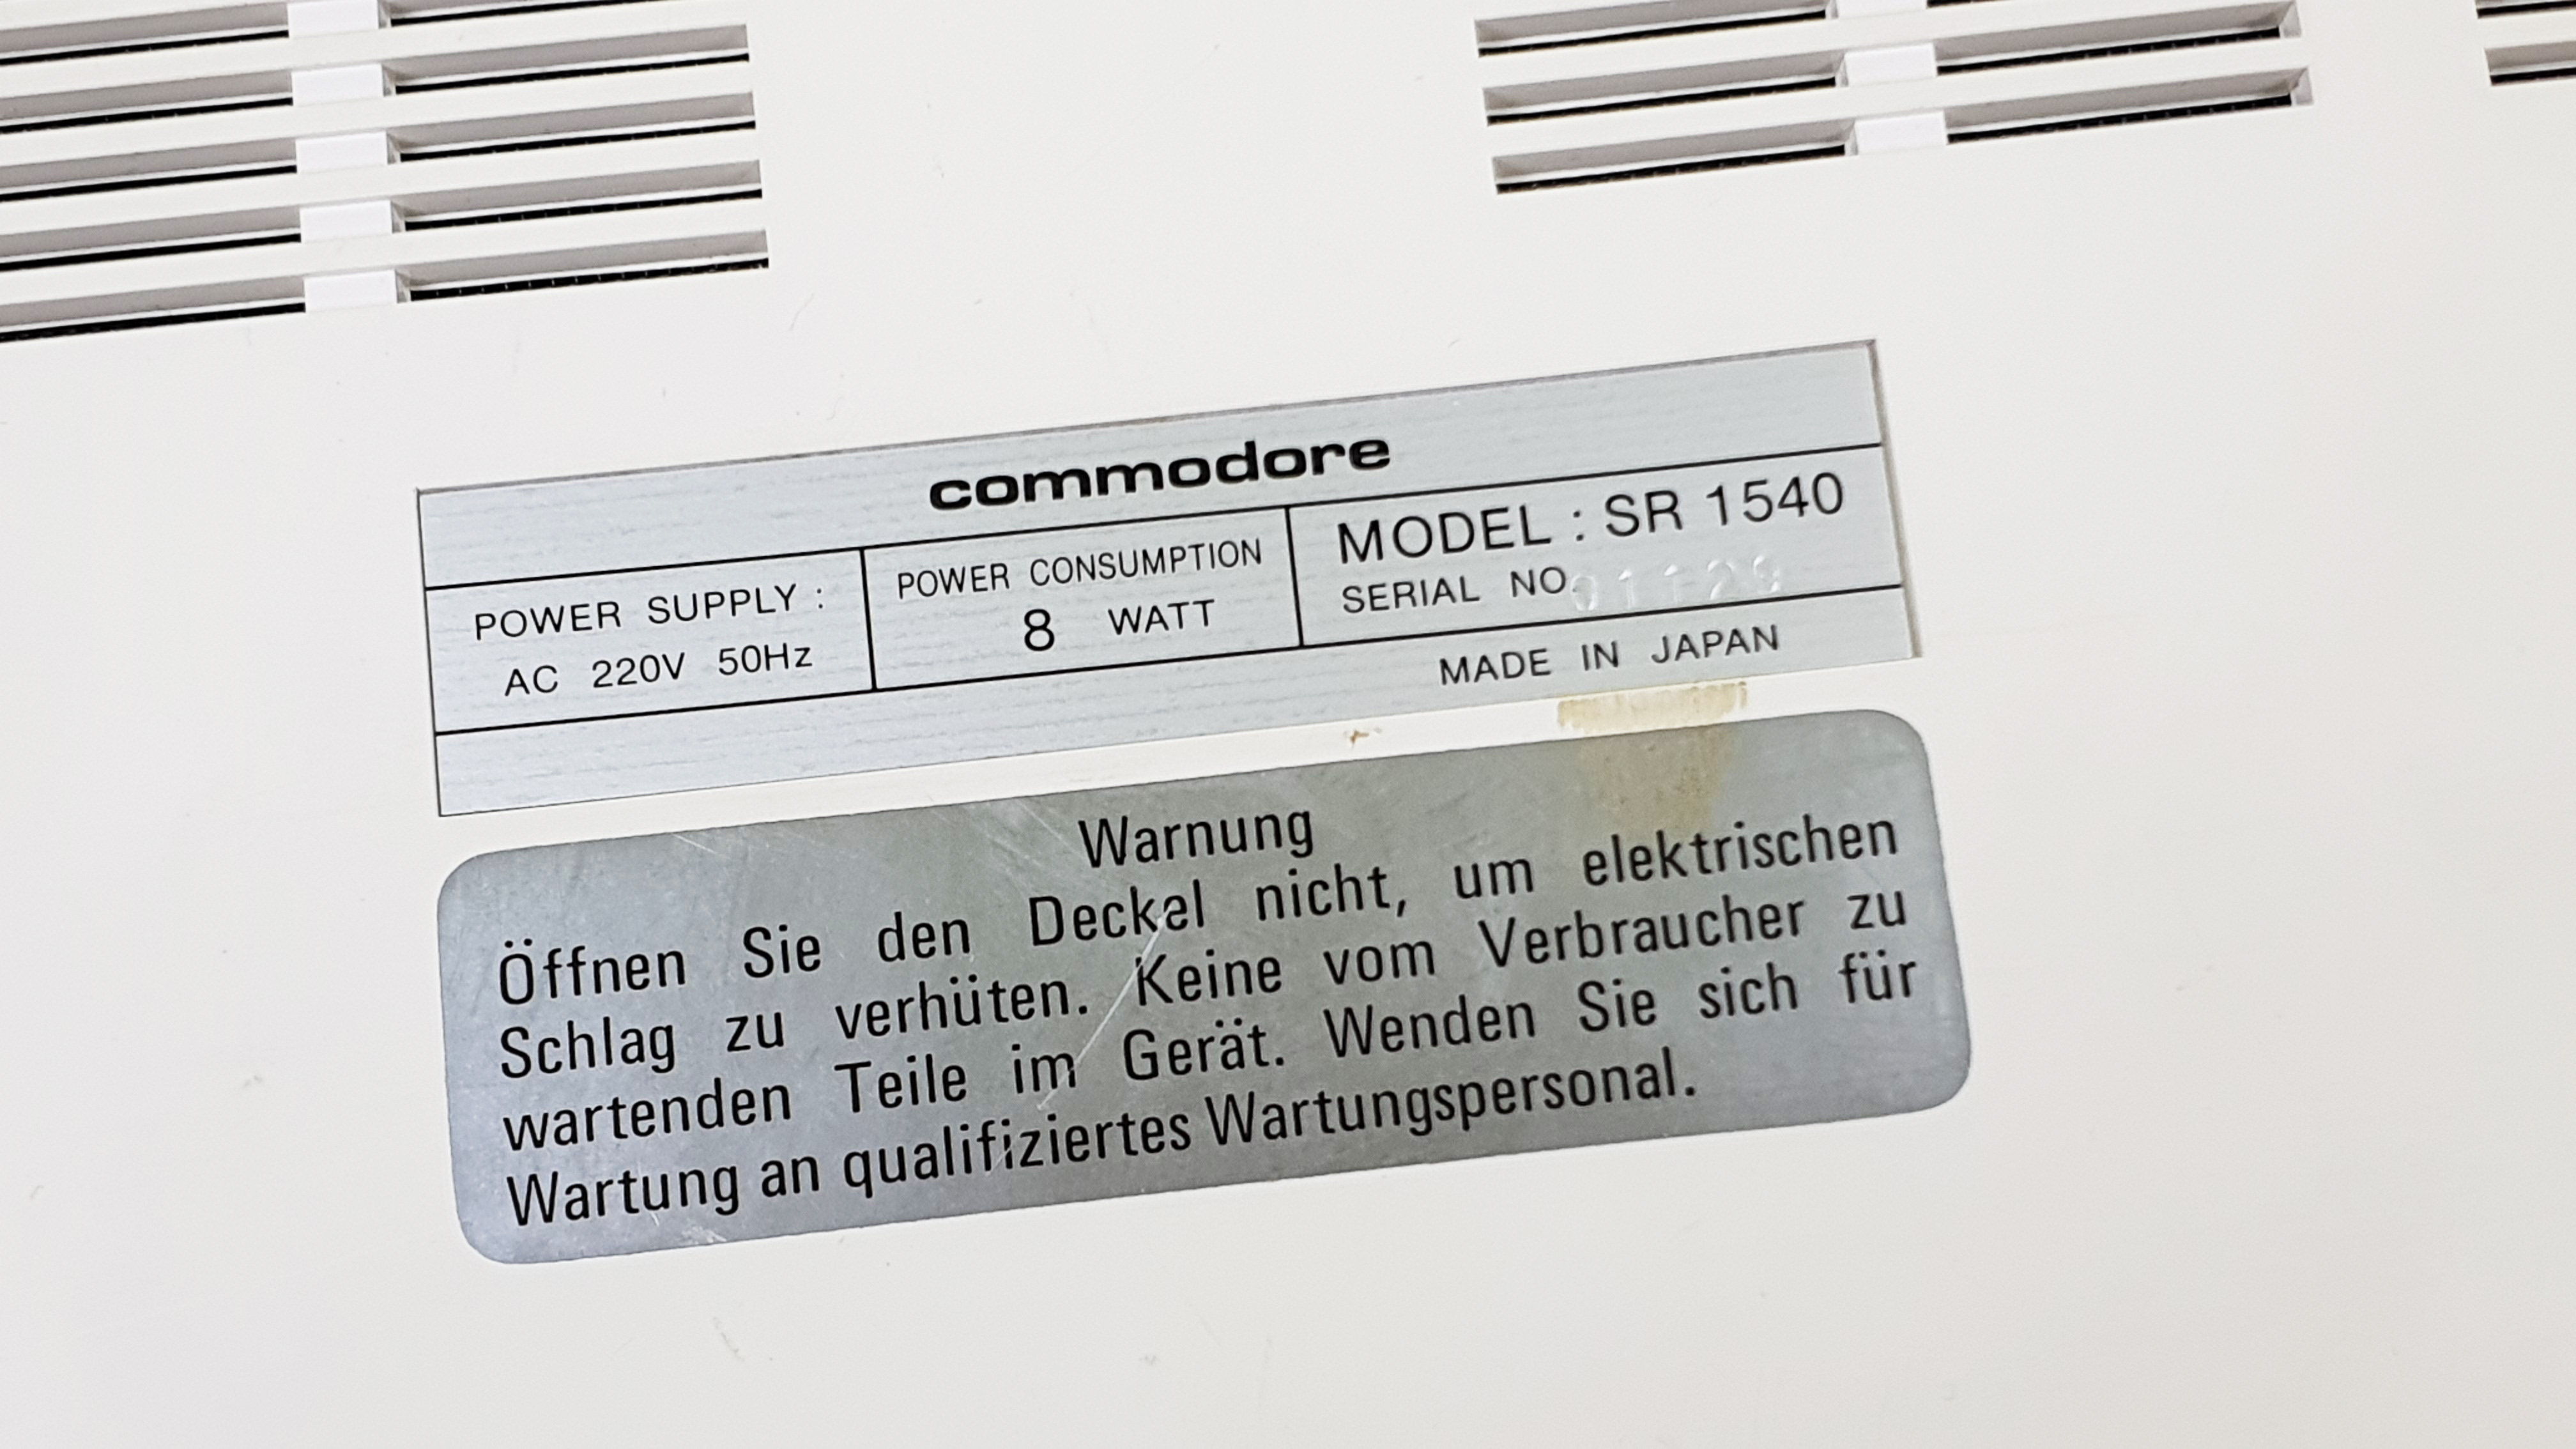 commodore
POWER SUPPLY :
AC 220V 50Hz
POWER CONSUMPTION
8 WATT
MODEL : SR 1540
SERIAL NO.
MADE IN JAPAN
Warnung
Öffnen Sie den Deckel nicht, um elektrischen
Schlag zu verhüten. Keine vom Verbraucher zu
wartenden Teile im Gerät. Wenden Sie sich für
Wartung an qualifiziertes Wartungspersonal.